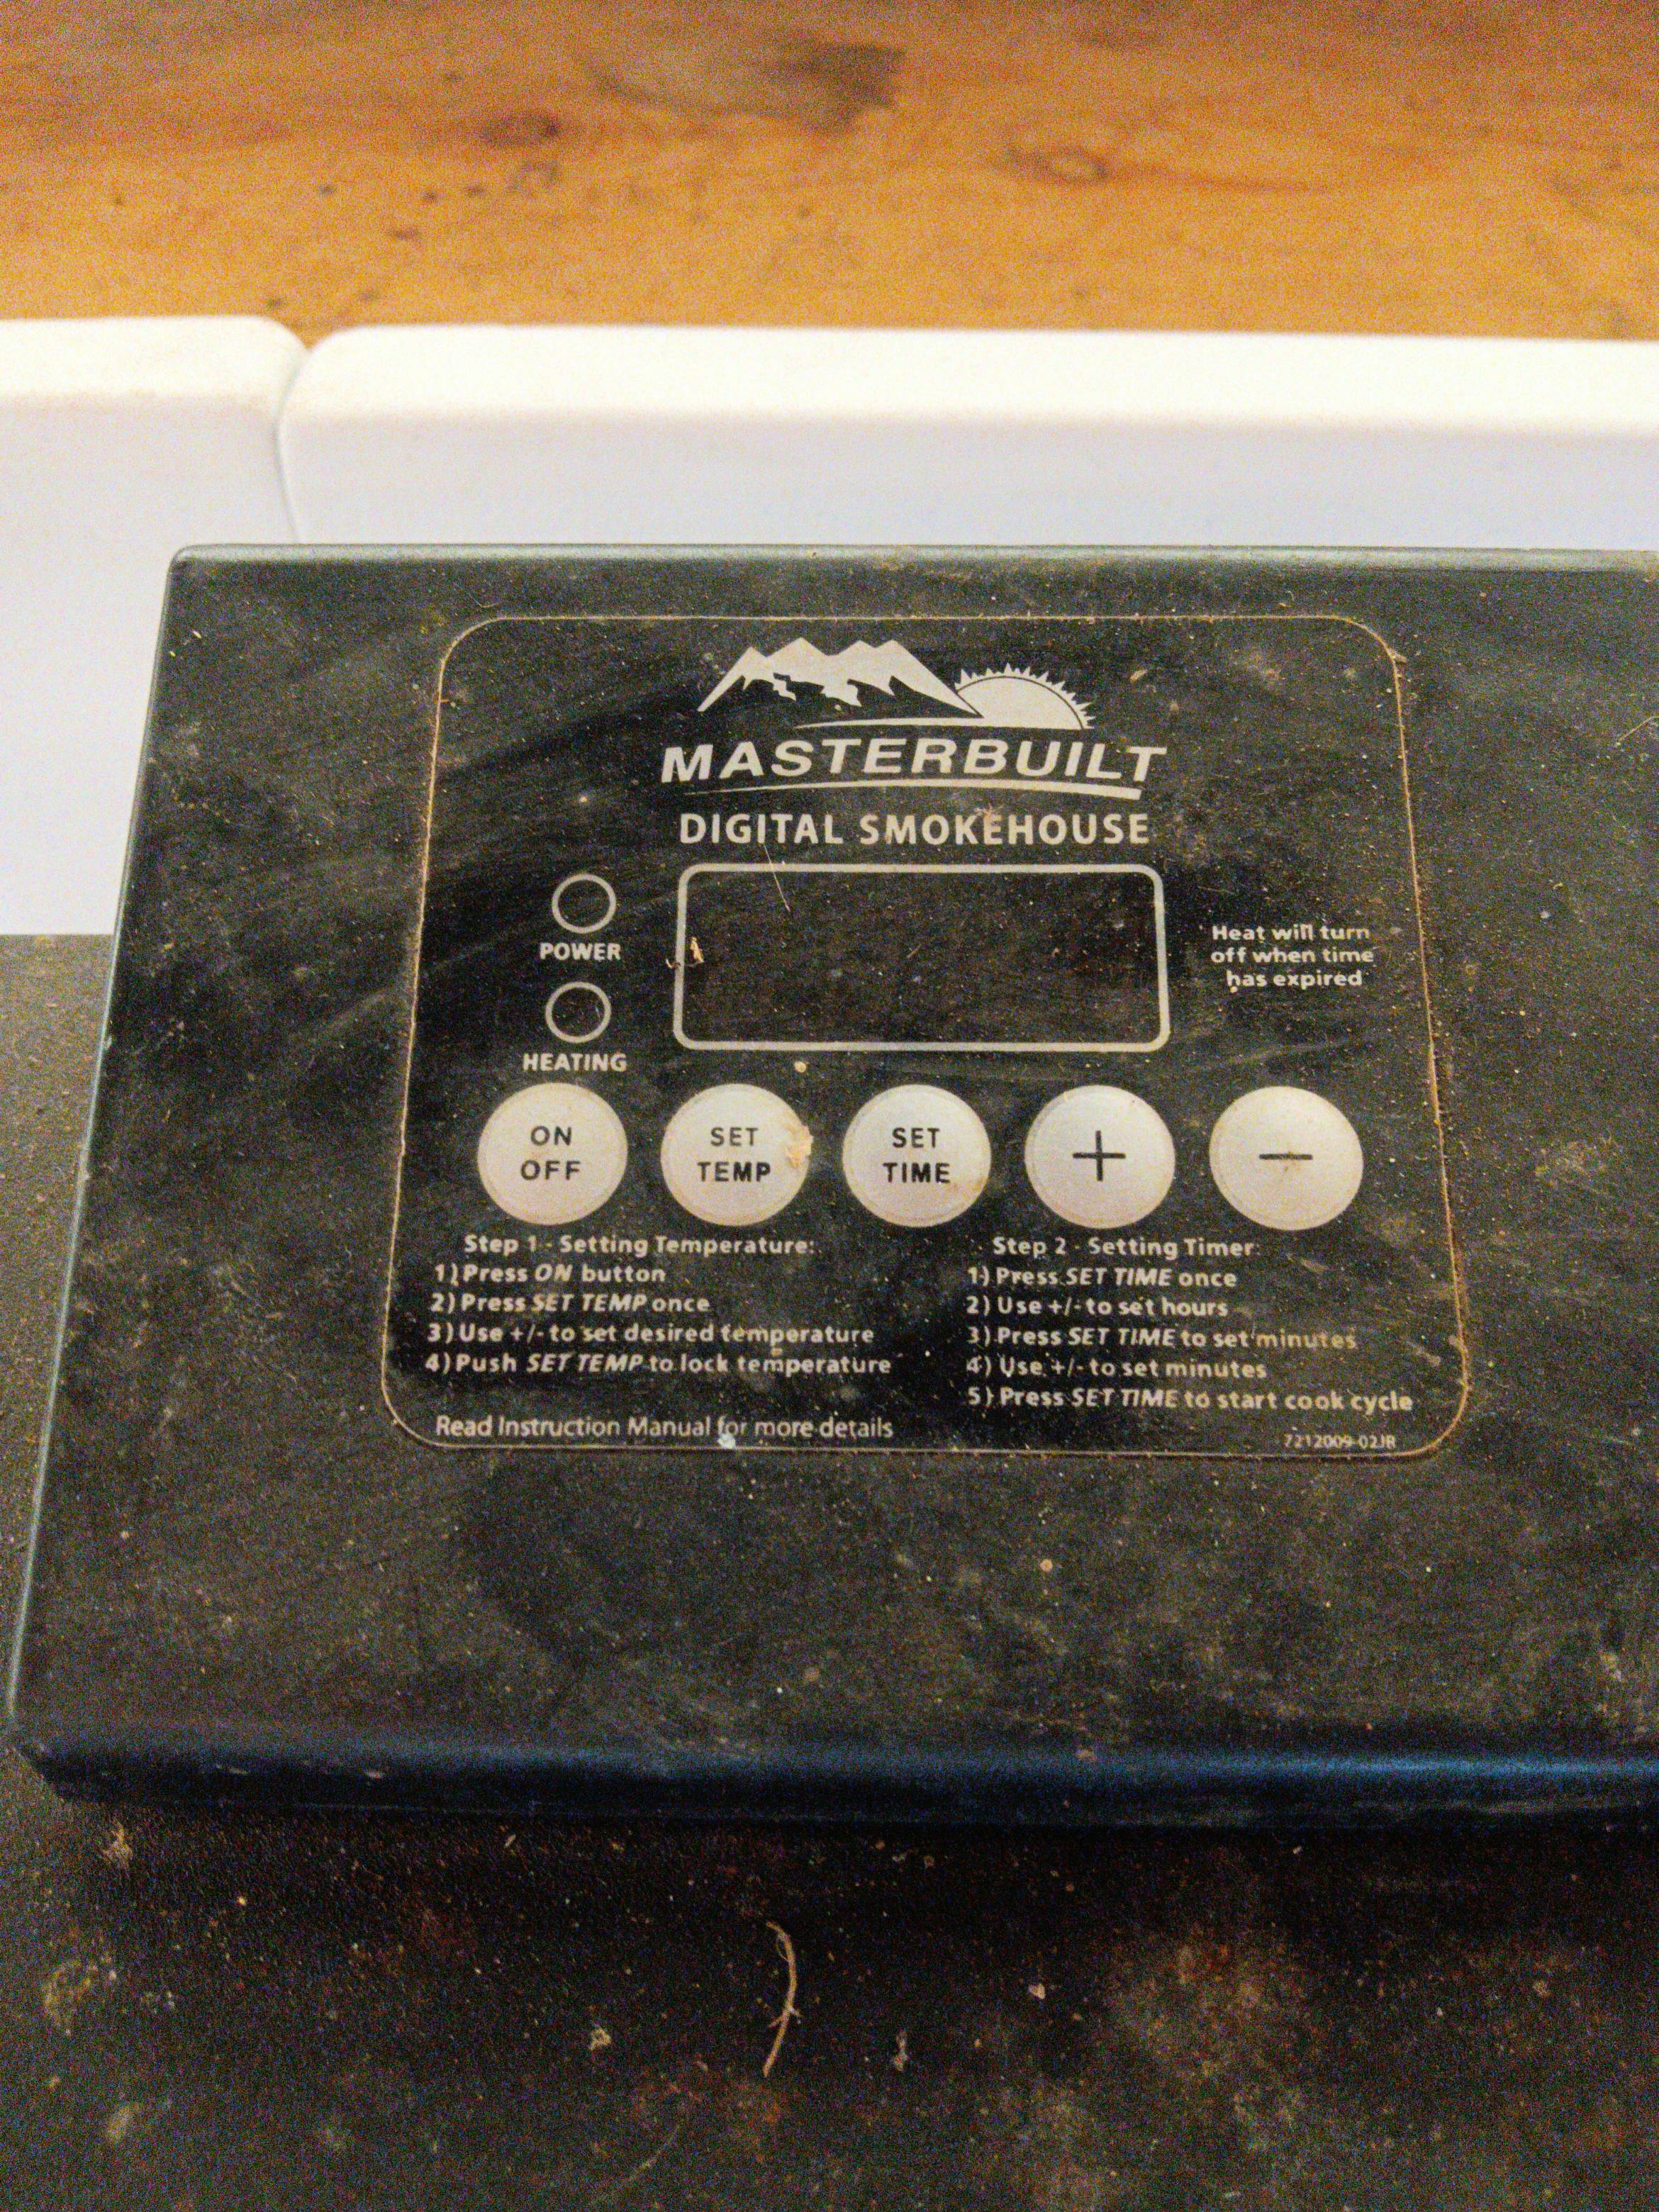 MASTERBUILT
DIGITAL SMOKEHOUSE
POWER
HEATING
Heat will turn
off when time
has expired
ON
OFF
SET
TEMP
SET
TIME
+
−
Step 1 - Setting Temperature:
1) Press ON button
2) Press SET TEMP once
3) Use +/- to set desired temperature
4) Push SET TEMP to lock temperature
Read Instruction Manual for more details
Step 2 - Setting Timer:
1) Press SET TIME once
2) Use +/- to set hours
3) Press SET TIME to set minutes
4) Use +/- to set minutes
5) Press SET TIME to start cook cycle
7212009-02JR